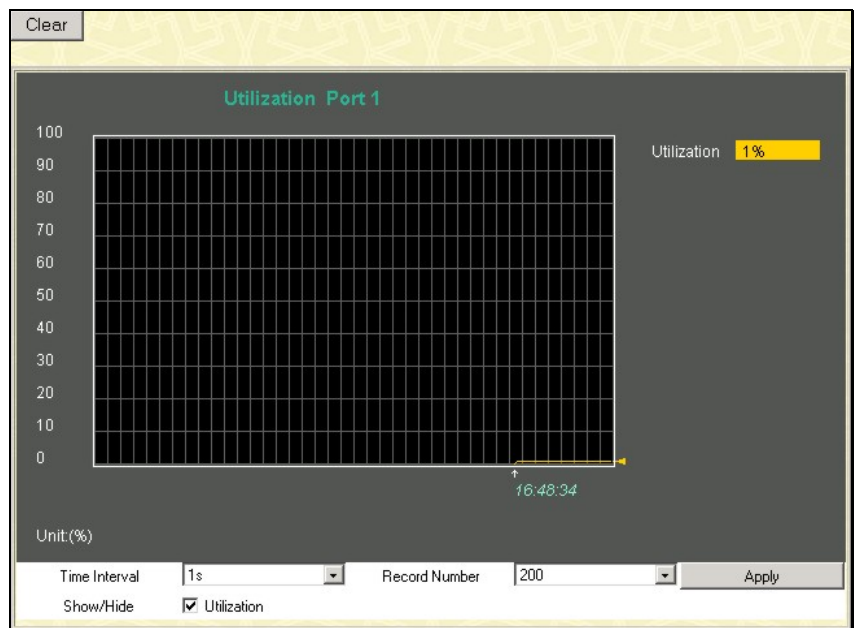 Clear
Utilization Port 1
100
90
80
70
60
50
40
30
20
10
0
Utilization 1%
16:48:34
Unit:(%)
Time Interval 1s Record Number 200 Apply
Show/Hide Utilization